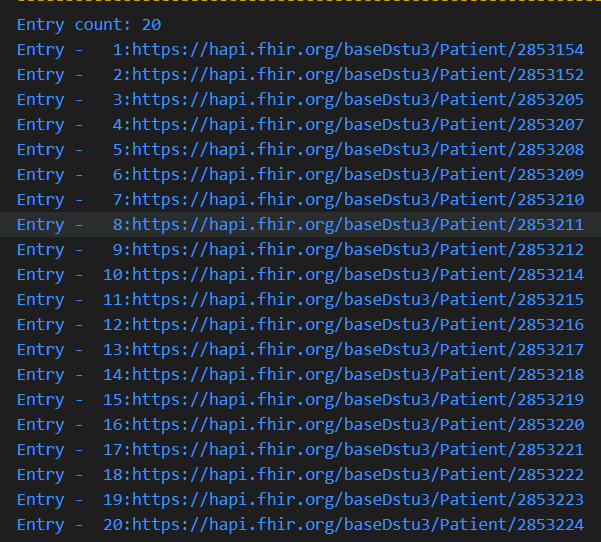 Entry count: 20
Entry -   1:https://hapi.fhir.org/baseDstu3/Patient/2853154
Entry -   2:https://hapi.fhir.org/baseDstu3/Patient/2853152
Entry -   3:https://hapi.fhir.org/baseDstu3/Patient/2853205
Entry -   4:https://hapi.fhir.org/baseDstu3/Patient/2853207
Entry -   5:https://hapi.fhir.org/baseDstu3/Patient/2853208
Entry -   6:https://hapi.fhir.org/baseDstu3/Patient/2853209
Entry -   7:https://hapi.fhir.org/baseDstu3/Patient/2853210
Entry -   8:https://hapi.fhir.org/baseDstu3/Patient/2853211
Entry -   9:https://hapi.fhir.org/baseDstu3/Patient/2853212
Entry -  10:https://hapi.fhir.org/baseDstu3/Patient/2853214
Entry -  11:https://hapi.fhir.org/baseDstu3/Patient/2853215
Entry -  12:https://hapi.fhir.org/baseDstu3/Patient/2853216
Entry -  13:https://hapi.fhir.org/baseDstu3/Patient/2853217
Entry -  14:https://hapi.fhir.org/baseDstu3/Patient/2853218
Entry -  15:https://hapi.fhir.org/baseDstu3/Patient/2853219
Entry -  16:https://hapi.fhir.org/baseDstu3/Patient/2853220
Entry -  17:https://hapi.fhir.org/baseDstu3/Patient/2853221
Entry -  18:https://hapi.fhir.org/baseDstu3/Patient/2853222
Entry -  19:https://hapi.fhir.org/baseDstu3/Patient/2853223
Entry -  20:https://hapi.fhir.org/baseDstu3/Patient/2853224